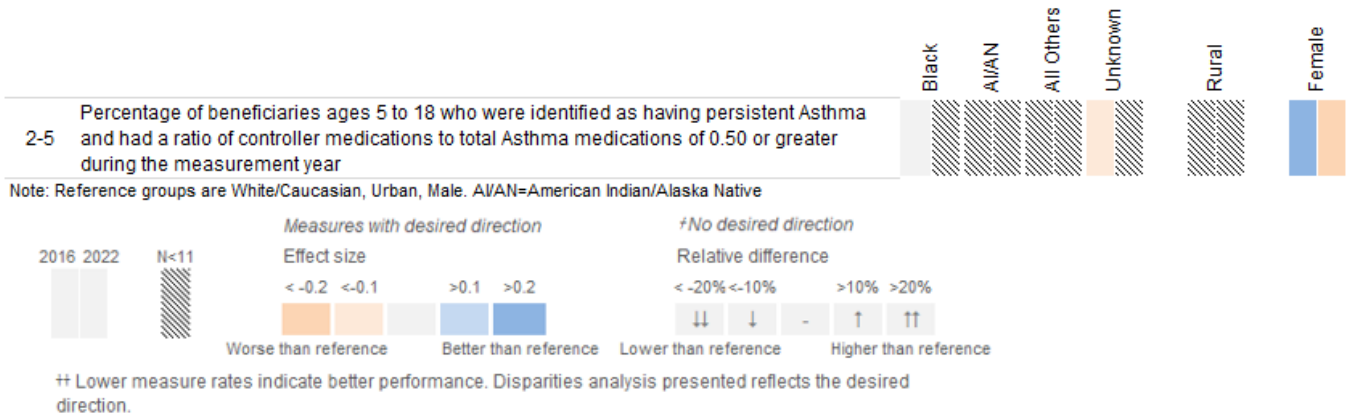 Black
AI/AN
All Others
Unknown
Rural
Female
2-5 Percentage of beneficiaries ages 5 to 18 who were identified as having persistent Asthma
and had a ratio of controller medications to total Asthma medications of 0.50 or greater
during the measurement year
Note: Reference groups are White/Caucasian, Urban, Male. AI/AN=American Indian/Alaska Native
Measures with desired direction
ƗNo desired direction
2016 2022 N<11 Effect size Relative difference
< -0.2 <-0.1 >0.1 >0.2 < -20% <-10% >10% >20%
↓↓ ↓ - ↑ ↑↑
Worse than reference Better than reference Lower than reference Higher than reference
ƗƗ Lower measure rates indicate better performance. Disparities analysis presented reflects the desired
direction.